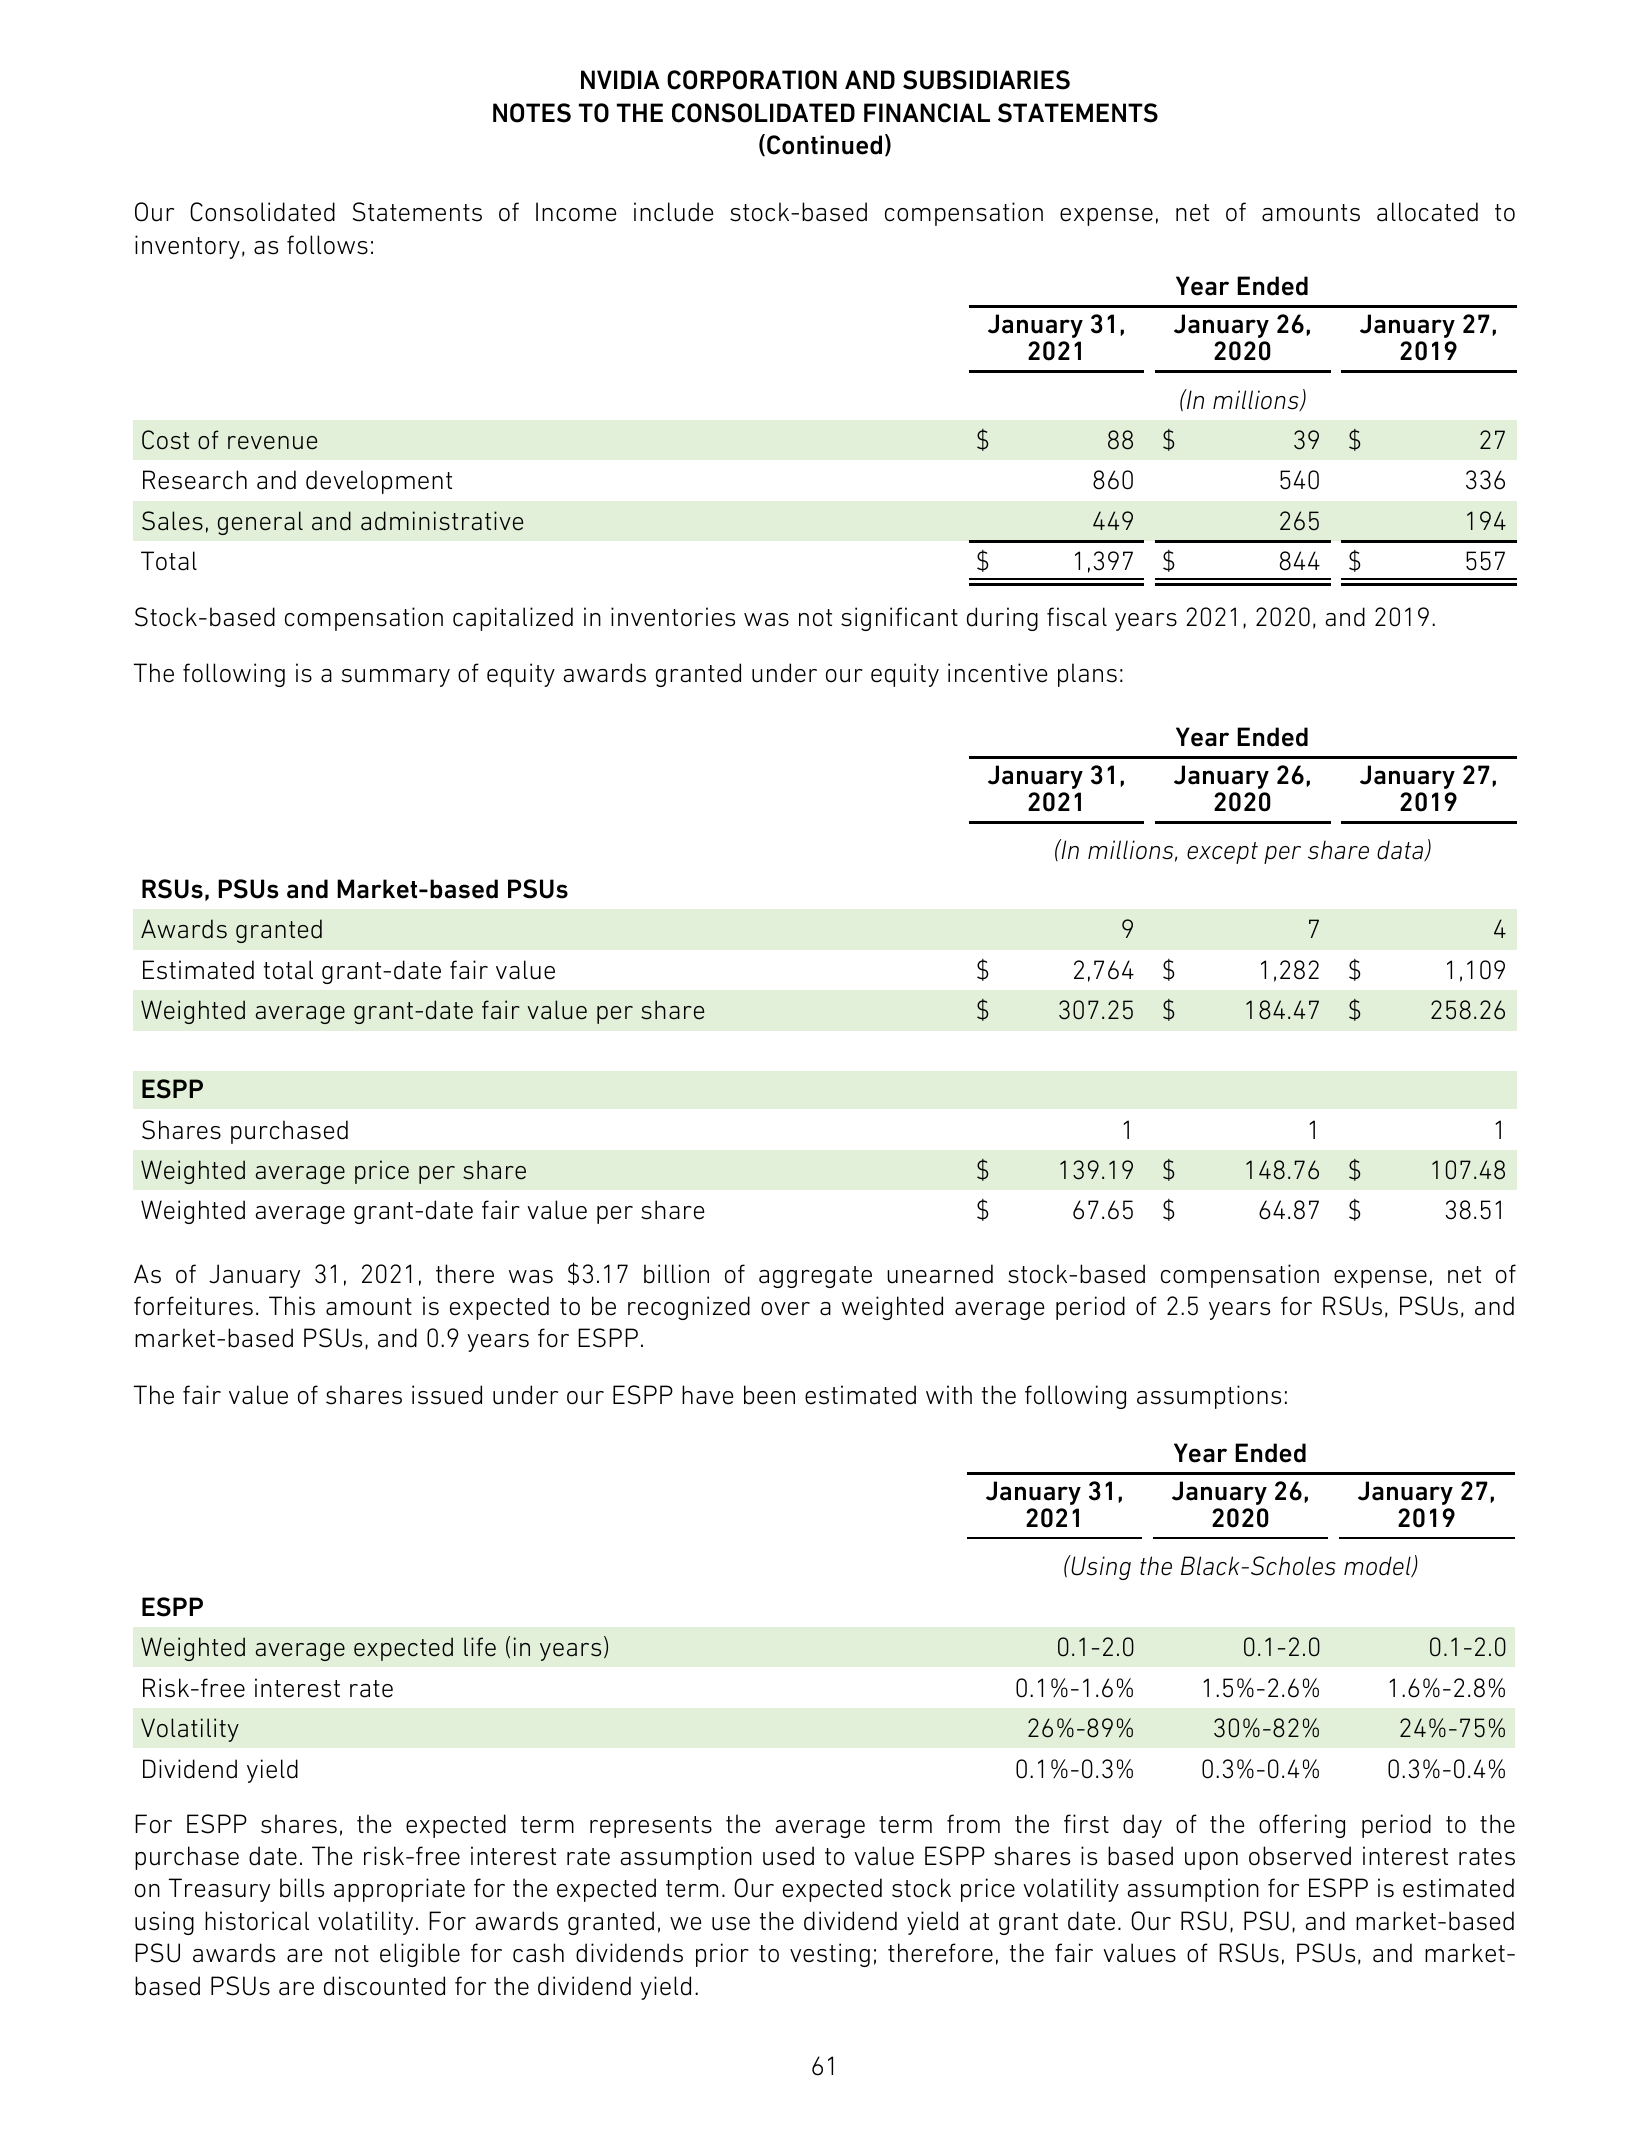 NVIDIA CORPORATION AND SUBSIDIARIES
NOTES TO THE CONSOLIDATED FINANCIAL STATEMENTS
(Continued)
Our Consolidated Statements of Income include stock-based compensation expense, net of amounts allocated to
inventory, as follows:
Year Ended
January 31, 2021 January 26, 2020 January 27, 2019
(In millions)
Cost of revenue $ 88 $ 39 $ 27
Research and development 860 540 336
Sales, general and administrative 449 265 194
Total $ 1,397 $ 844 $ 557
Stock-based compensation capitalized in inventories was not significant during fiscal years 2021, 2020, and 2019.
The following is a summary of equity awards granted under our equity incentive plans:
Year Ended
January 31, 2021 January 26, 2020 January 27, 2019
(In millions, except per share data)
RSUs, PSUs and Market-based PSUs
Awards granted 9 7 4
Estimated total grant-date fair value $ 2,764 $ 1,282 $ 1,109
Weighted average grant-date fair value per share $ 307.25 $ 184.47 $ 258.26
ESPP
Shares purchased 1 1 1
Weighted average price per share $ 139.19 $ 148.76 $ 107.48
Weighted average grant-date fair value per share $ 67.65 $ 64.87 $ 38.51
As of January 31, 2021, there was $3.17 billion of aggregate unearned stock-based compensation expense, net of
forfeitures. This amount is expected to be recognized over a weighted average period of 2.5 years for RSUs, PSUs, and
market-based PSUs, and 0.9 years for ESPP.
The fair value of shares issued under our ESPP have been estimated with the following assumptions:
Year Ended
January 31, 2021 January 26, 2020 January 27, 2019
(Using the Black-Scholes model)
ESPP
Weighted average expected life (in years) 0.1-2.0 0.1-2.0 0.1-2.0
Risk-free interest rate 0.1%-1.6% 1.5%-2.6% 1.6%-2.8%
Volatility 26%-89% 30%-82% 24%-75%
Dividend yield 0.1%-0.3% 0.3%-0.4% 0.3%-0.4%
For ESPP shares, the expected term represents the average term from the first day of the offering period to the
purchase date. The risk-free interest rate assumption used to value ESPP shares is based upon observed interest rates
on Treasury bills appropriate for the expected term. Our expected stock price volatility assumption for ESPP is estimated
using historical volatility. For awards granted, we use the dividend yield at grant date. Our RSU, PSU, and market-based
PSU awards are not eligible for cash dividends prior to vesting; therefore, the fair values of RSUs, PSUs, and market-
based PSUs are discounted for the dividend yield.
61